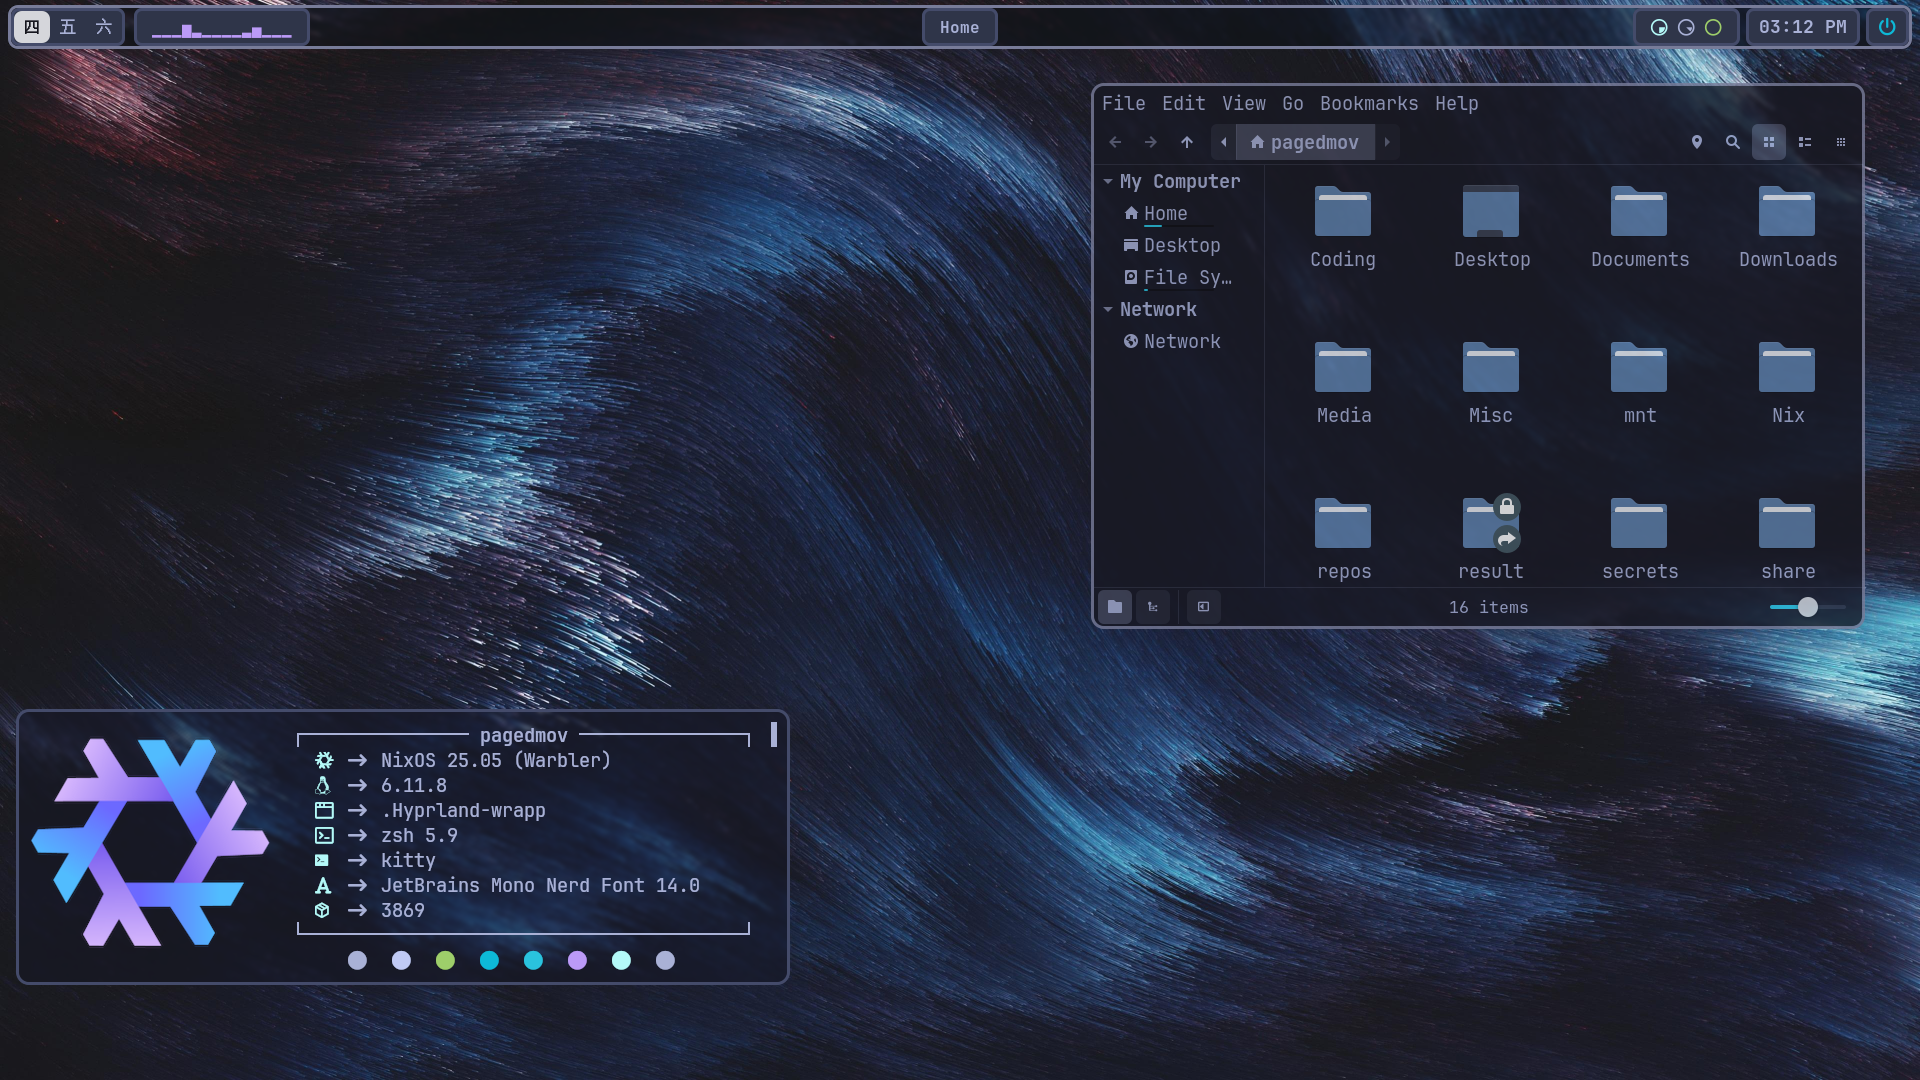 四 五 六
Home
03:12 PM
File Edit View Go Bookmarks Help
pagedmov
My Computer
Home
Desktop
File Sy…
Network
Network
Coding Desktop Documents Downloads
Media Misc mnt Nix
repos result secrets share
16 items
pagedmov
NixOS 25.05 (Warbler)
6.11.8
.Hyprland-wrapp
zsh 5.9
kitty
JetBrains Mono Nerd Font 14.0
3869